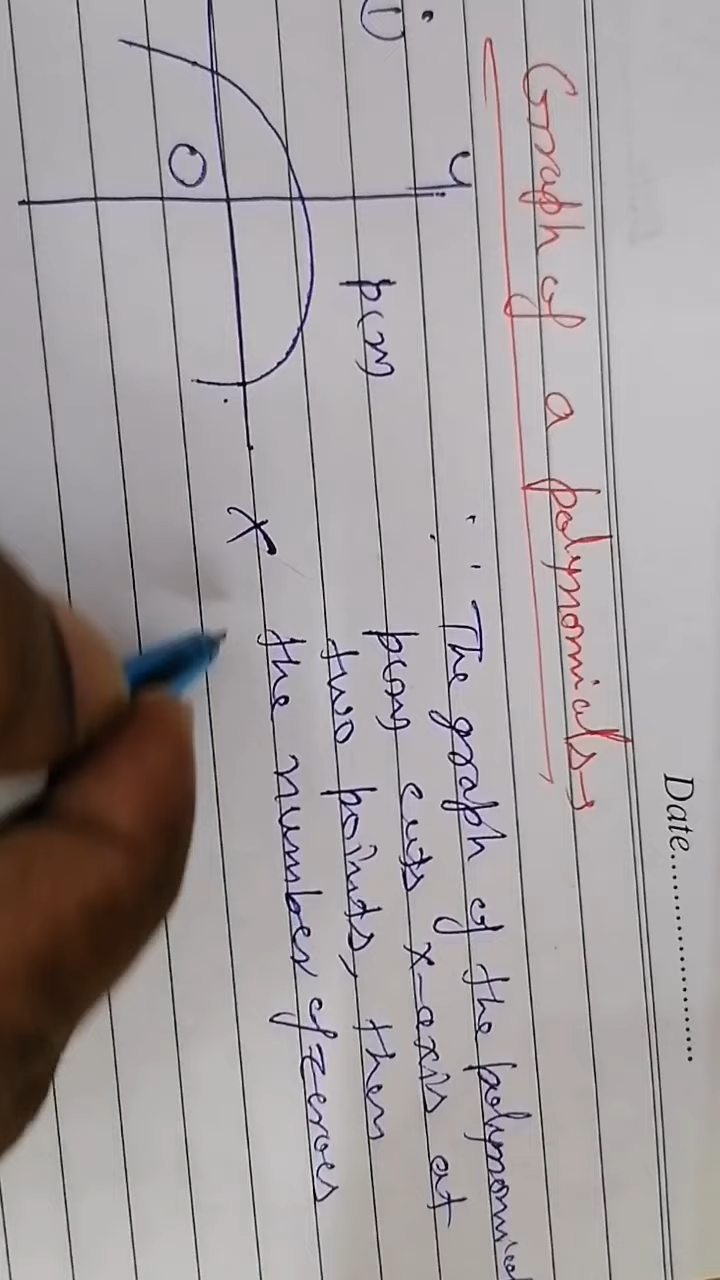 Date........................
Graph of a polynomials→
i)
y
p(x)
O
x
∵ The graph of the polynomial
p(x) cuts x-axis at
two points, then
the number of zeroes